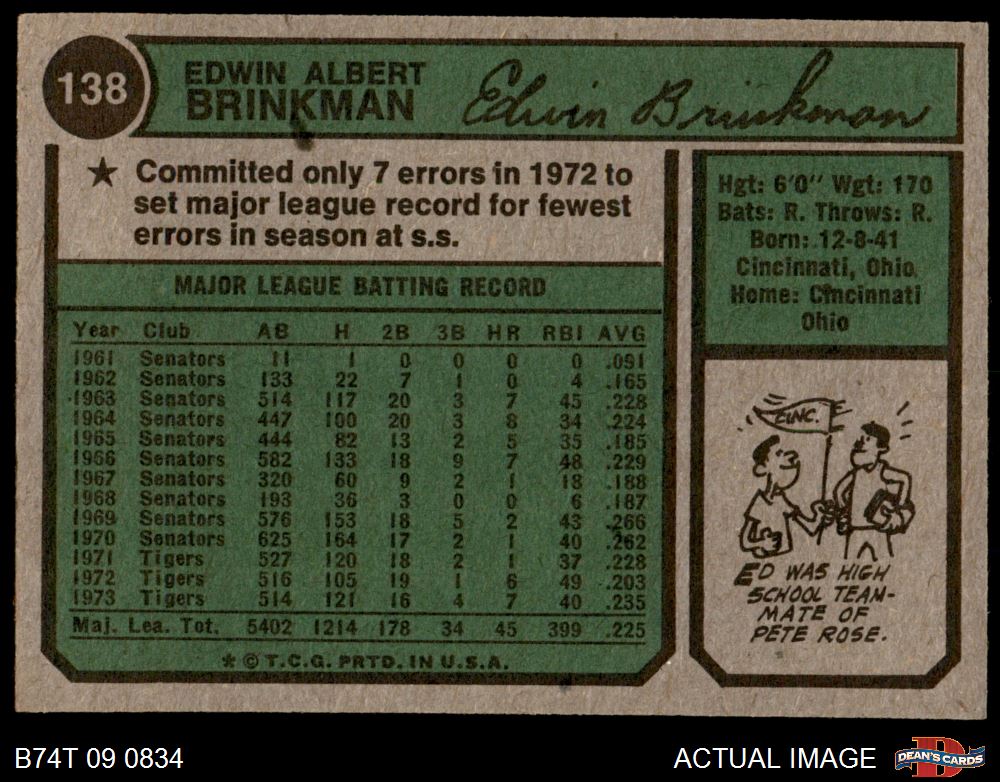 138
EDWIN ALBERT
BRINKMAN
Edwin Brinkman
★ Committed only 7 errors in 1972 to
set major league record for fewest
errors in season at s.s.
MAJOR LEAGUE BATTING RECORD
Year Club AB H 2B 3B HR RBI AVG
1961 Senators 11 1 0 0 0 0 .091
1962 Senators 133 22 7 1 0 4 .165
1963 Senators 514 117 20 3 7 45 .228
1964 Senators 447 100 20 3 8 34 .224
1965 Senators 444 82 13 2 5 35 .185
1966 Senators 582 133 18 9 7 48 .229
1967 Senators 320 60 9 2 1 18 .188
1968 Senators 193 36 3 0 0 6 .187
1969 Senators 576 153 18 5 2 43 .266
1970 Senators 625 164 17 2 1 40 .262
1971 Tigers 527 120 18 2 1 37 .228
1972 Tigers 516 105 19 1 6 49 .203
1973 Tigers 514 121 16 4 7 40 .235
Maj. Lea. Tot. 5402 1214 178 34 45 399 .225
* © T.C.G. PRTD. IN U.S.A.
Hgt: 6'0" Wgt: 170
Bats: R. Throws: R.
Born: 12-8-41
Cincinnati, Ohio
Home: Cincinnati
Ohio
CINC.
ED WAS HIGH
SCHOOL TEAM-
MATE OF
PETE ROSE.
B74T 09 0834
ACTUAL IMAGE
D
DEAN'S CARDS